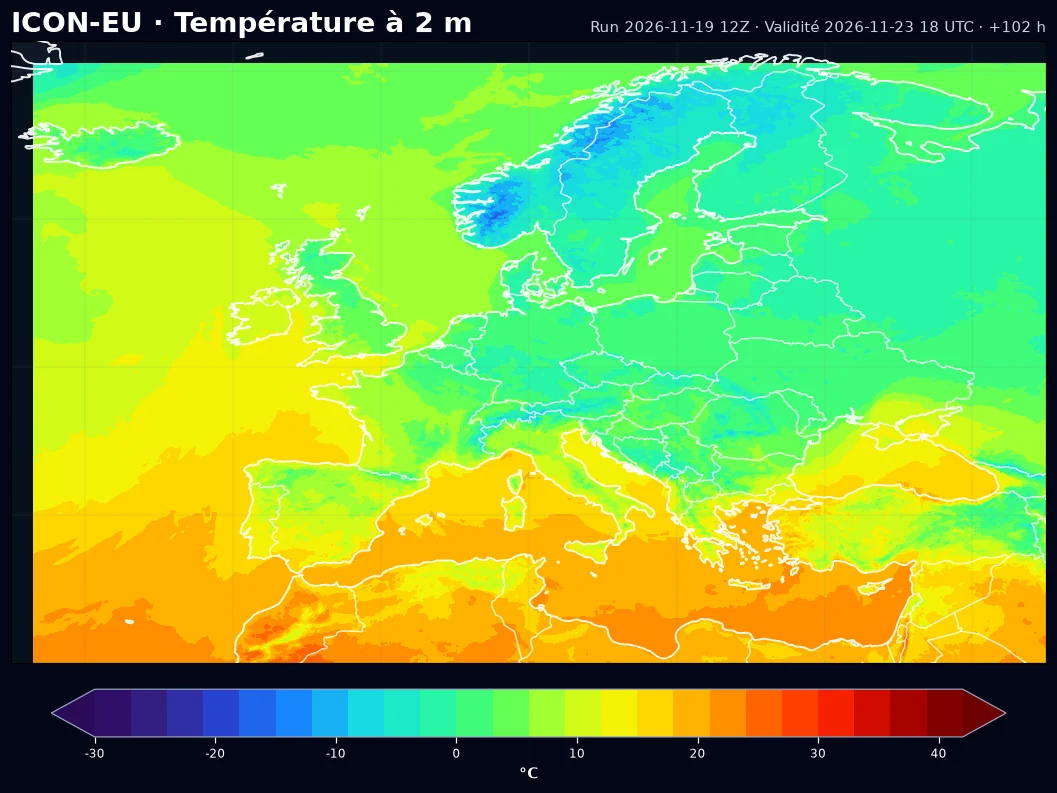 ICON-EU · Température à 2 m
Run 2026-11-19 12Z · Validité 2026-11-23 18 UTC · +102 h
-30 -20 -10 0 10 20 30 40
°C